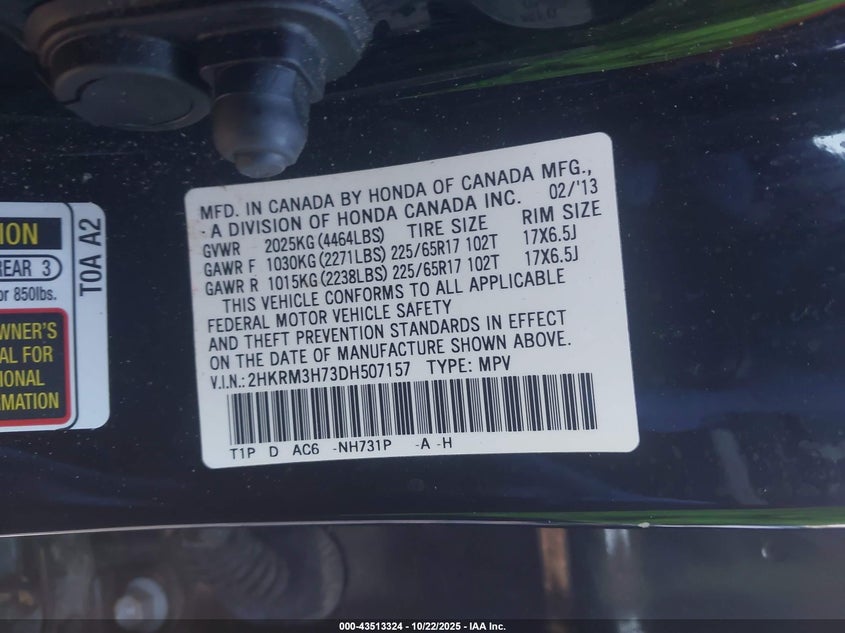 MFD. IN CANADA BY HONDA OF CANADA MFG.,
-A DIVISION OF HONDA CANADA INC. 02/'13
GVWR 2025KG(4464LBS) TIRE SIZE RIM SIZE
GAWR F 1030KG(2271LBS) 225/65R17 102T 17X6.5J
GAWR R 1015KG(2238LBS) 225/65R17 102T 17X6.5J
THIS VEHICLE CONFORMS TO ALL APPLICABLE
FEDERAL MOTOR VEHICLE SAFETY
AND THEFT PREVENTION STANDARDS IN EFFECT
ON THE DATE OF MANUFACTURE SHOWN ABOVE.
V.I.N.: 2HKRM3H73DH507157 TYPE: MPV
T1P D AC6 -NH731P -A -H
ION
REAR 3
or 850lbs.
T0A A2
WNER'S
AL FOR
IONAL
MATION
000-43513324 - 10/22/2025 - IAA Inc.